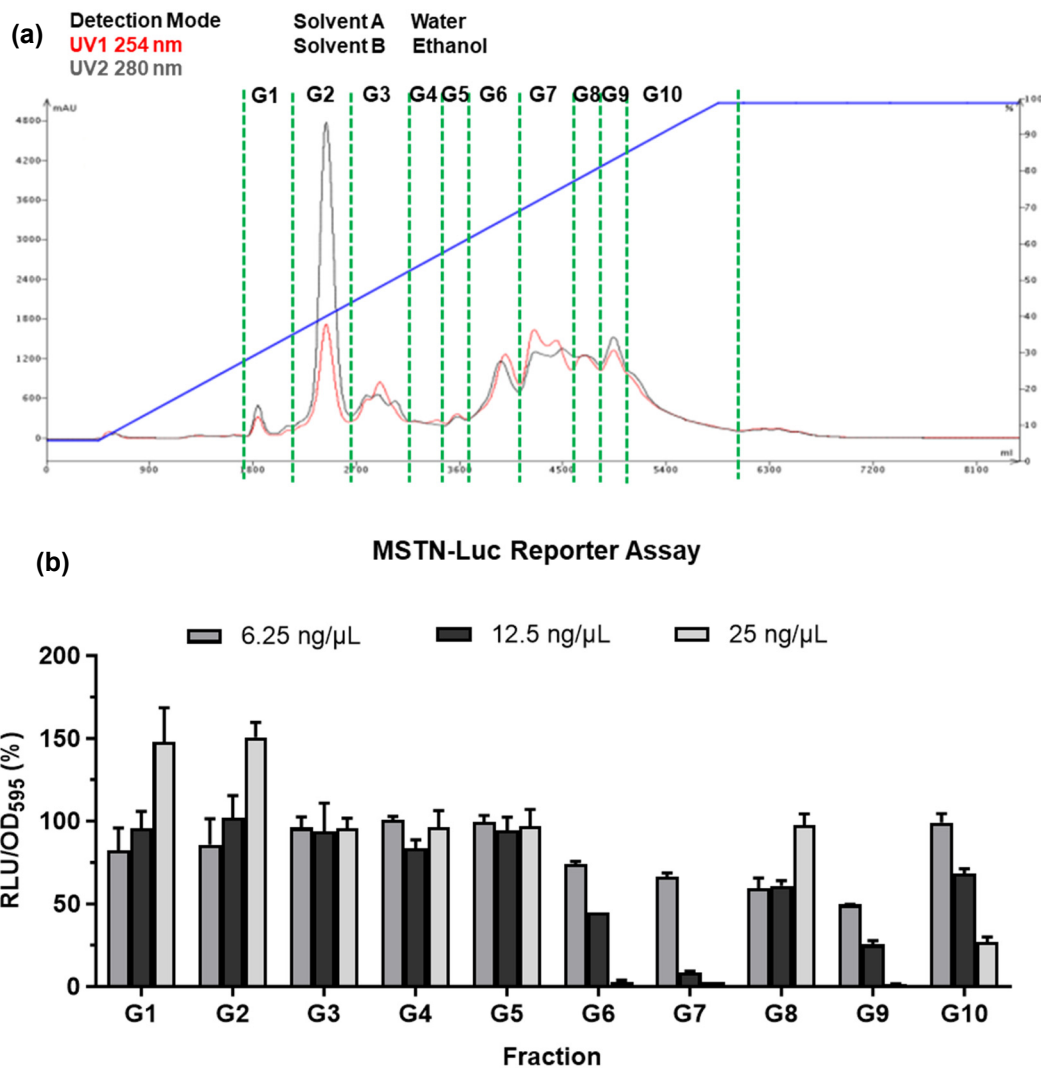 (a)
Detection Mode Solvent A Water
UV1 254 nm Solvent B Ethanol
UV2 280 nm
G1 G2 G3 G4 G5 G6 G7 G8 G9 G10
mAU
4800
4200
3600
3000
2400
1800
1200
600
0
100
%
90
80
70
60
50
40
30
20
10
0
0 900 1800 2700 3600 4500 5400 6300 7200 8100 ml
(b)
MSTN-Luc Reporter Assay
6.25 ng/µL 12.5 ng/µL 25 ng/µL
RLU/OD595 (%)
200
150
100
50
0
G1 G2 G3 G4 G5 G6 G7 G8 G9 G10
Fraction